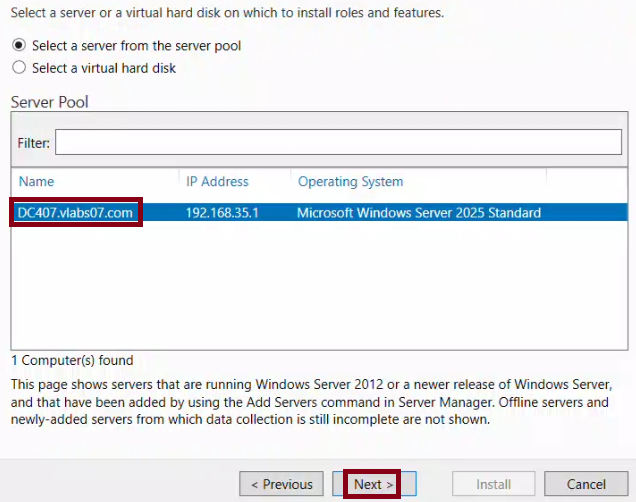 Select a server or a virtual hard disk on which to install roles and features.
Select a server from the server pool
Select a virtual hard disk
Server Pool
Filter:
Name IP Address Operating System
DC407.vlabs07.com 192.168.35.1 Microsoft Windows Server 2025 Standard
1 Computer(s) found
This page shows servers that are running Windows Server 2012 or a newer release of Windows Server,
and that have been added by using the Add Servers command in Server Manager. Offline servers and
newly-added servers from which data collection is still incomplete are not shown.
< Previous Next > Install Cancel